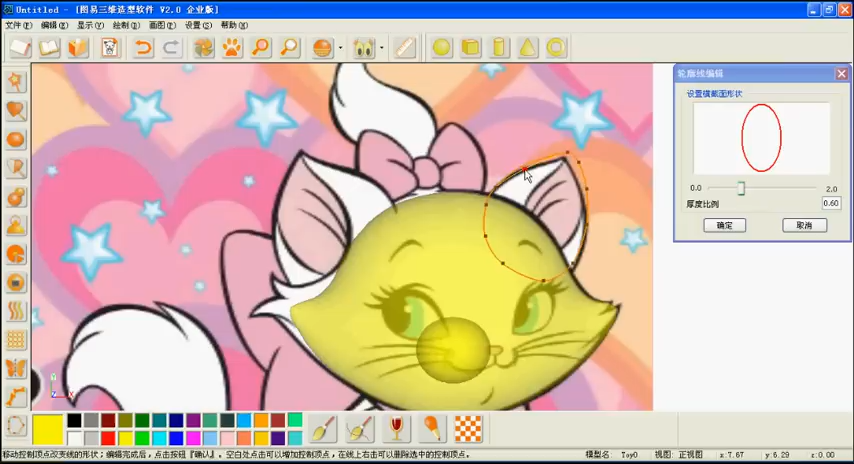 Untitled - [图易三维造型软件 V2.0 企业版]
文件(F) 编辑(E) 显示(V) 绘制(D) 画图(P) 设置(S) 帮助(H)
轮廓线编辑
设置横截面形状
0.0 2.0
厚度比例 0.60
确定 取消
Y
Z X
移动控制顶点改变线的形状;编辑完成后,点击按钮『确认』。空白处点击可以增加控制顶点,在线上右击可以删除选中的控制顶点。 模型名: Toy0 视图: 正视图 x:7.67 y:6.29 r:0.00